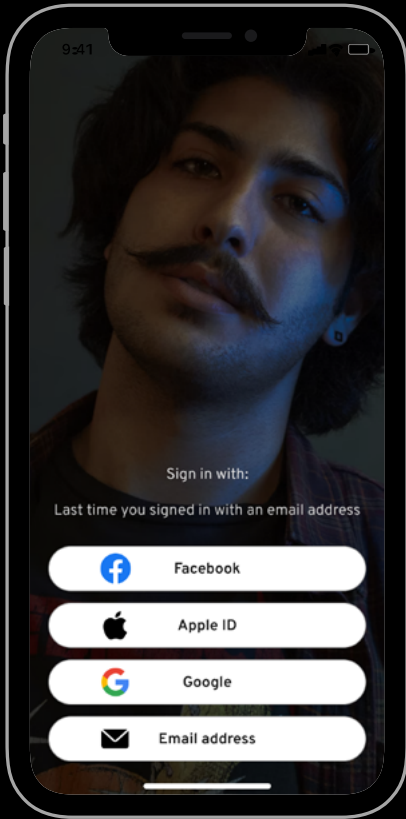 9:41
Sign in with:
Last time you signed in with an email address
Facebook
Apple ID
Google
Email address